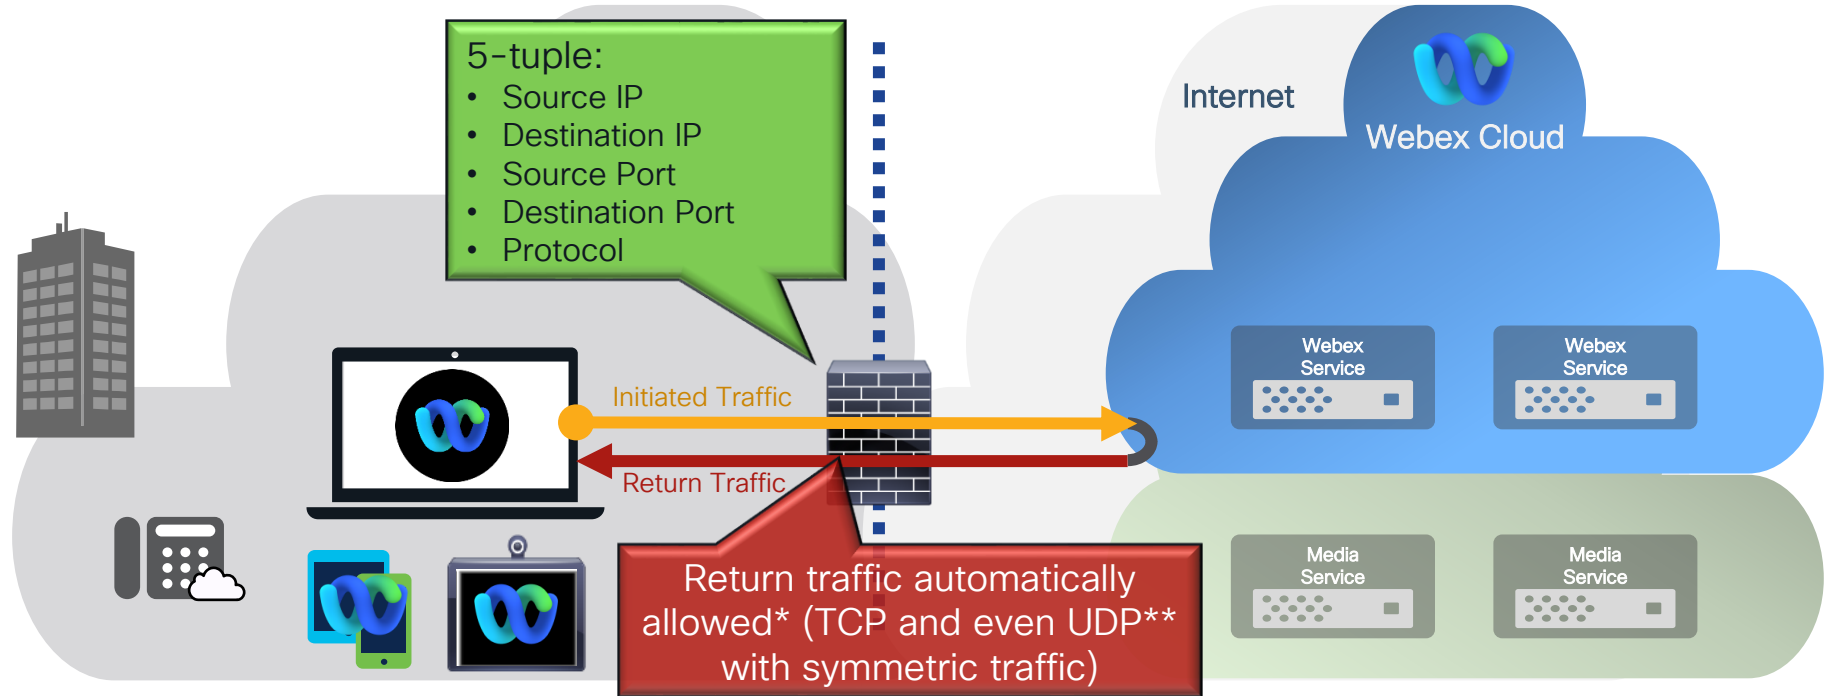 5-tuple:
• Source IP
• Destination IP
• Source Port
• Destination Port
• Protocol
Internet
Webex Cloud
Webex
Service
Webex
Service
Initiated Traffic
Return Traffic
Return traffic automatically
allowed* (TCP and even UDP**
with symmetric traffic)
Media
Service
Media
Service